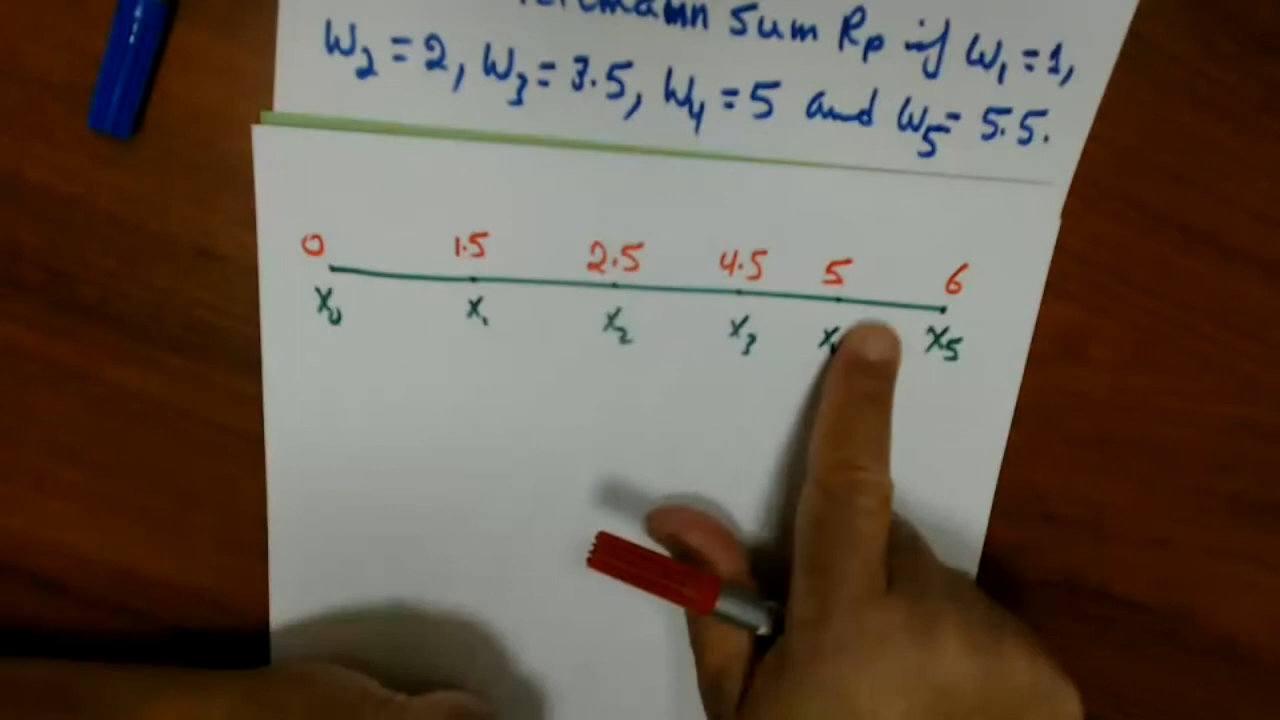 Sum Rp if W₁ = 1,
W₂ = 2, W₃ = 3.5, W₄ = 5 and W₅ = 5.5.
0 1.5 2.5 4.5 5 6
X₀ X₁ X₂ X₃ X₅